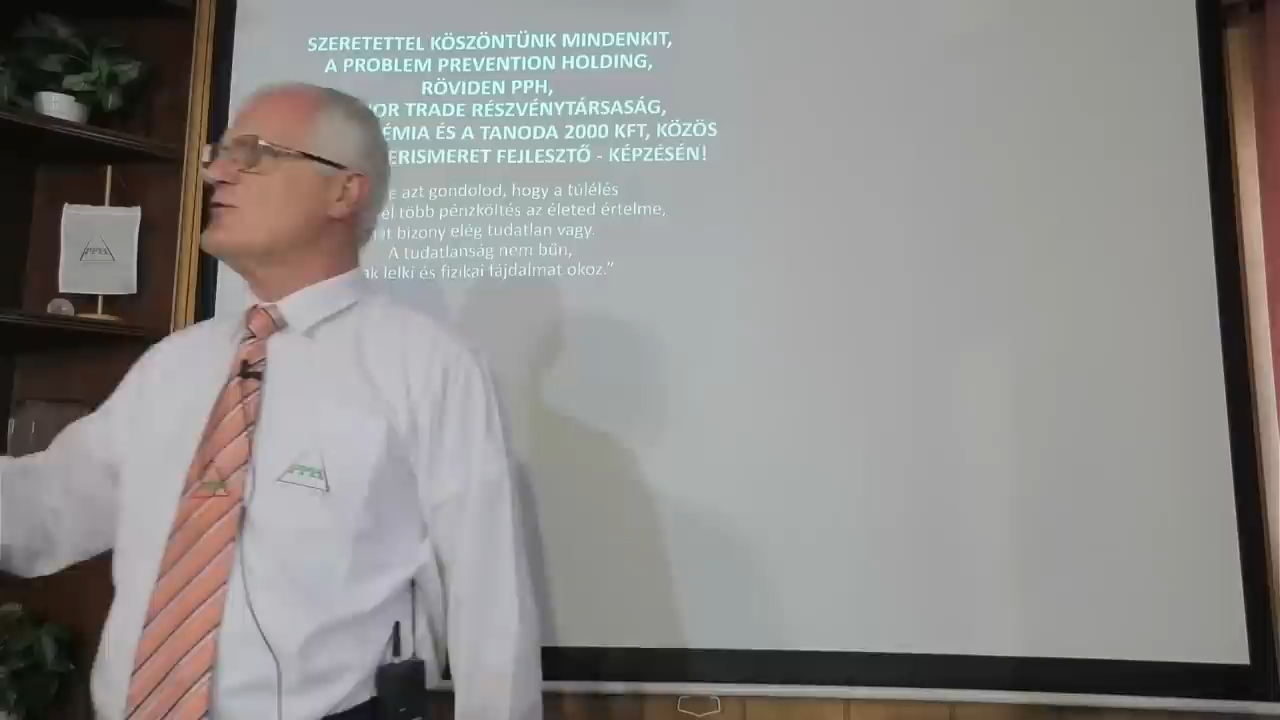 SZERETETTEL KÖSZÖNTÜNK MINDENKIT,
A PROBLEM PREVENTION HOLDING,
RÖVIDEN PPH,
TRADE RÉSZVÉNYTÁRSASÁG,
ÉS A TANODA 2000 KFT, KÖZÖS
FEJLESZTŐ - KÉPZÉSÉN!
azt gondolod, hogy a túlélés
több pénzköltés az életed értelme,
bizony elég tudatlan vagy.
A tudatlanság nem bűn,
lelki és fizikai fájdalmat okoz.”
PPH
PPH